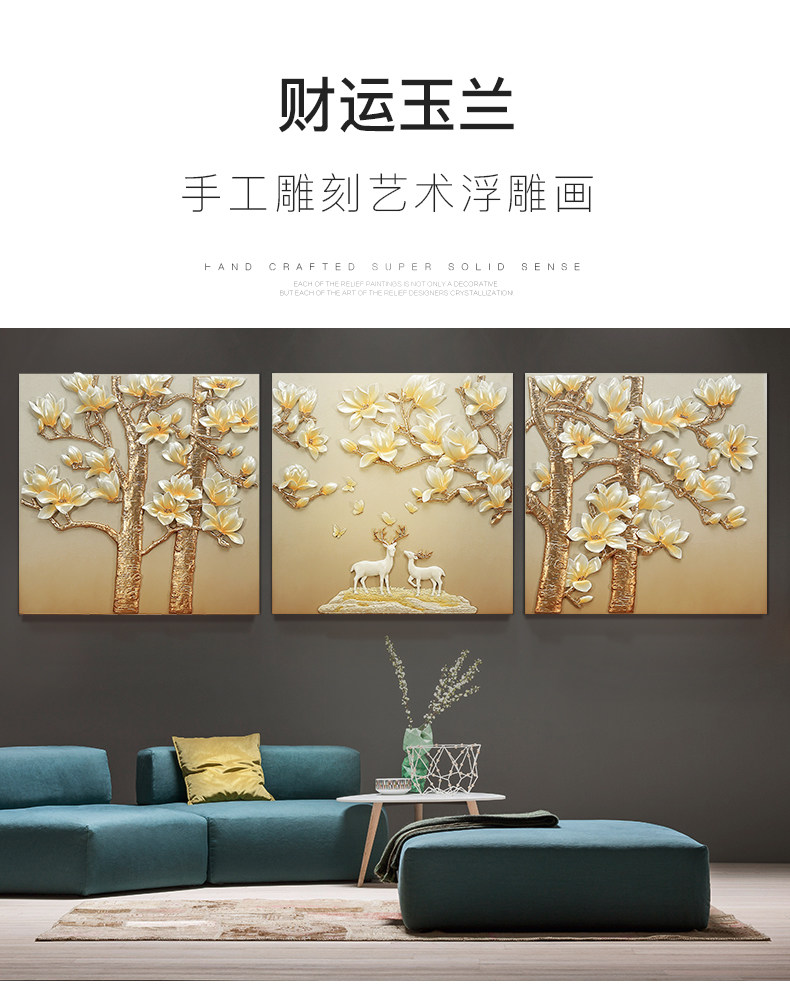 财运玉兰
手工雕刻艺术浮雕画
HAND CRAFTED SUPER SOLID SENSE
EACH OF THE RELIEF PAINTINGS IS NOT ONLY A DECORATIVE
BUT EACH OF THE ART OF THE RELIEF DESIGNERS CRYSTALLIZATION!